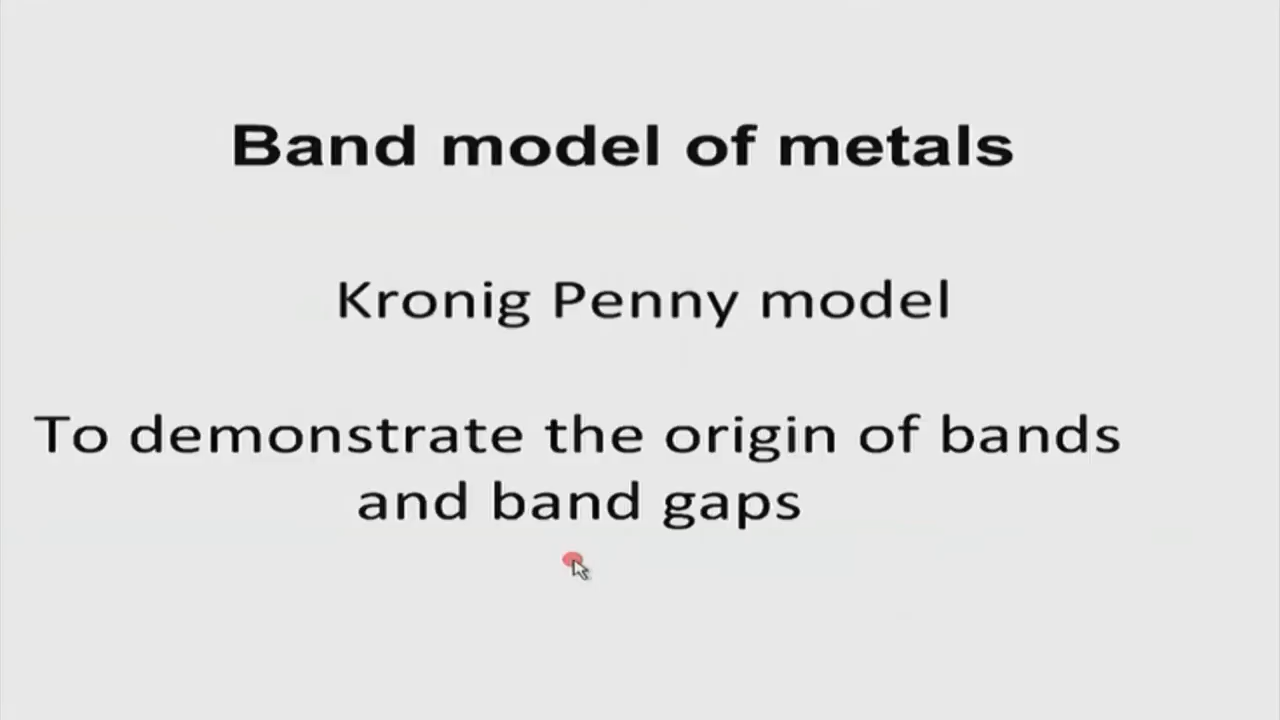 Band model of metals
Kronig Penny model
To demonstrate the origin of bands
and band gaps